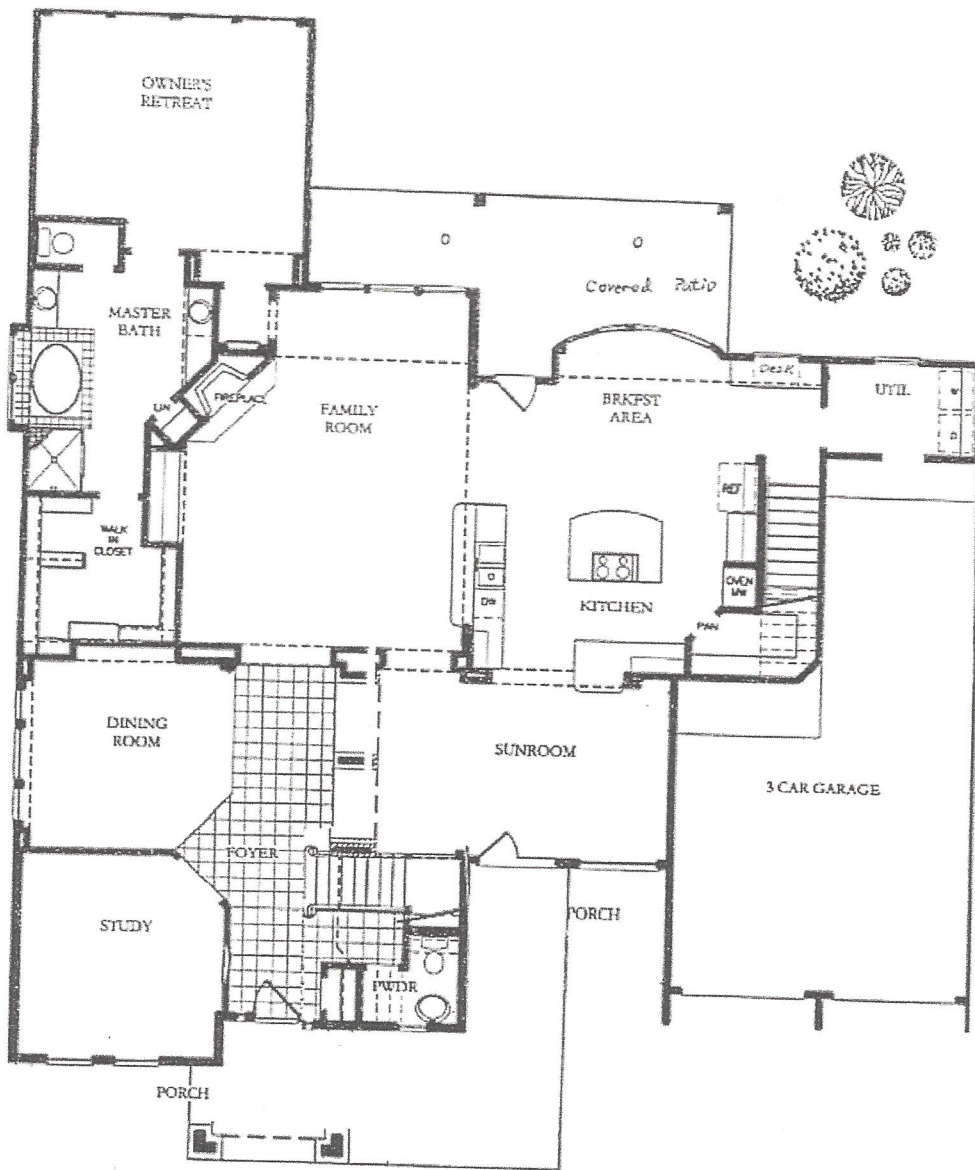 OWNER'S
RETREAT
Covered Patio
MASTER
BATH
Desk
UTIL
LIN
FIREPLACE
FAMILY
ROOM
BRKFST
AREA
REF
WALK
IN
CLOSET
DW
OVEN
MW
KITCHEN
PAN
DINING
ROOM
SUNROOM
3 CAR GARAGE
FOYER
STUDY
PORCH
PWDR
PORCH